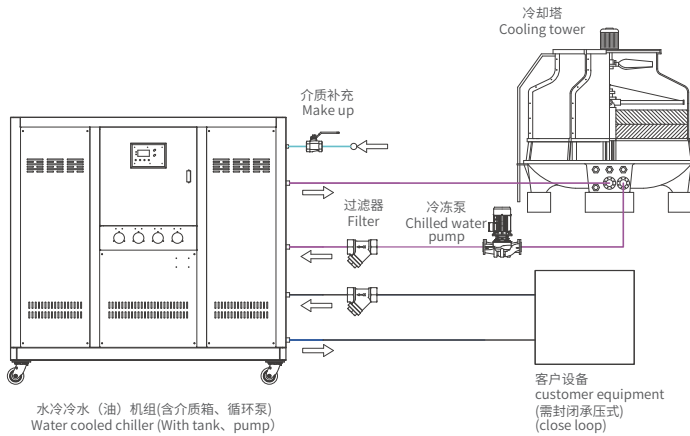 冷却塔
Cooling tower
介质补充
Make up
过滤器
Filter
冷冻泵
Chilled water
pump
客户设备
customer equipment
(需封闭承压式)
(close loop)
水冷冷水（油）机组(含介质箱、循环泵)
Water cooled chiller (With tank、pump）